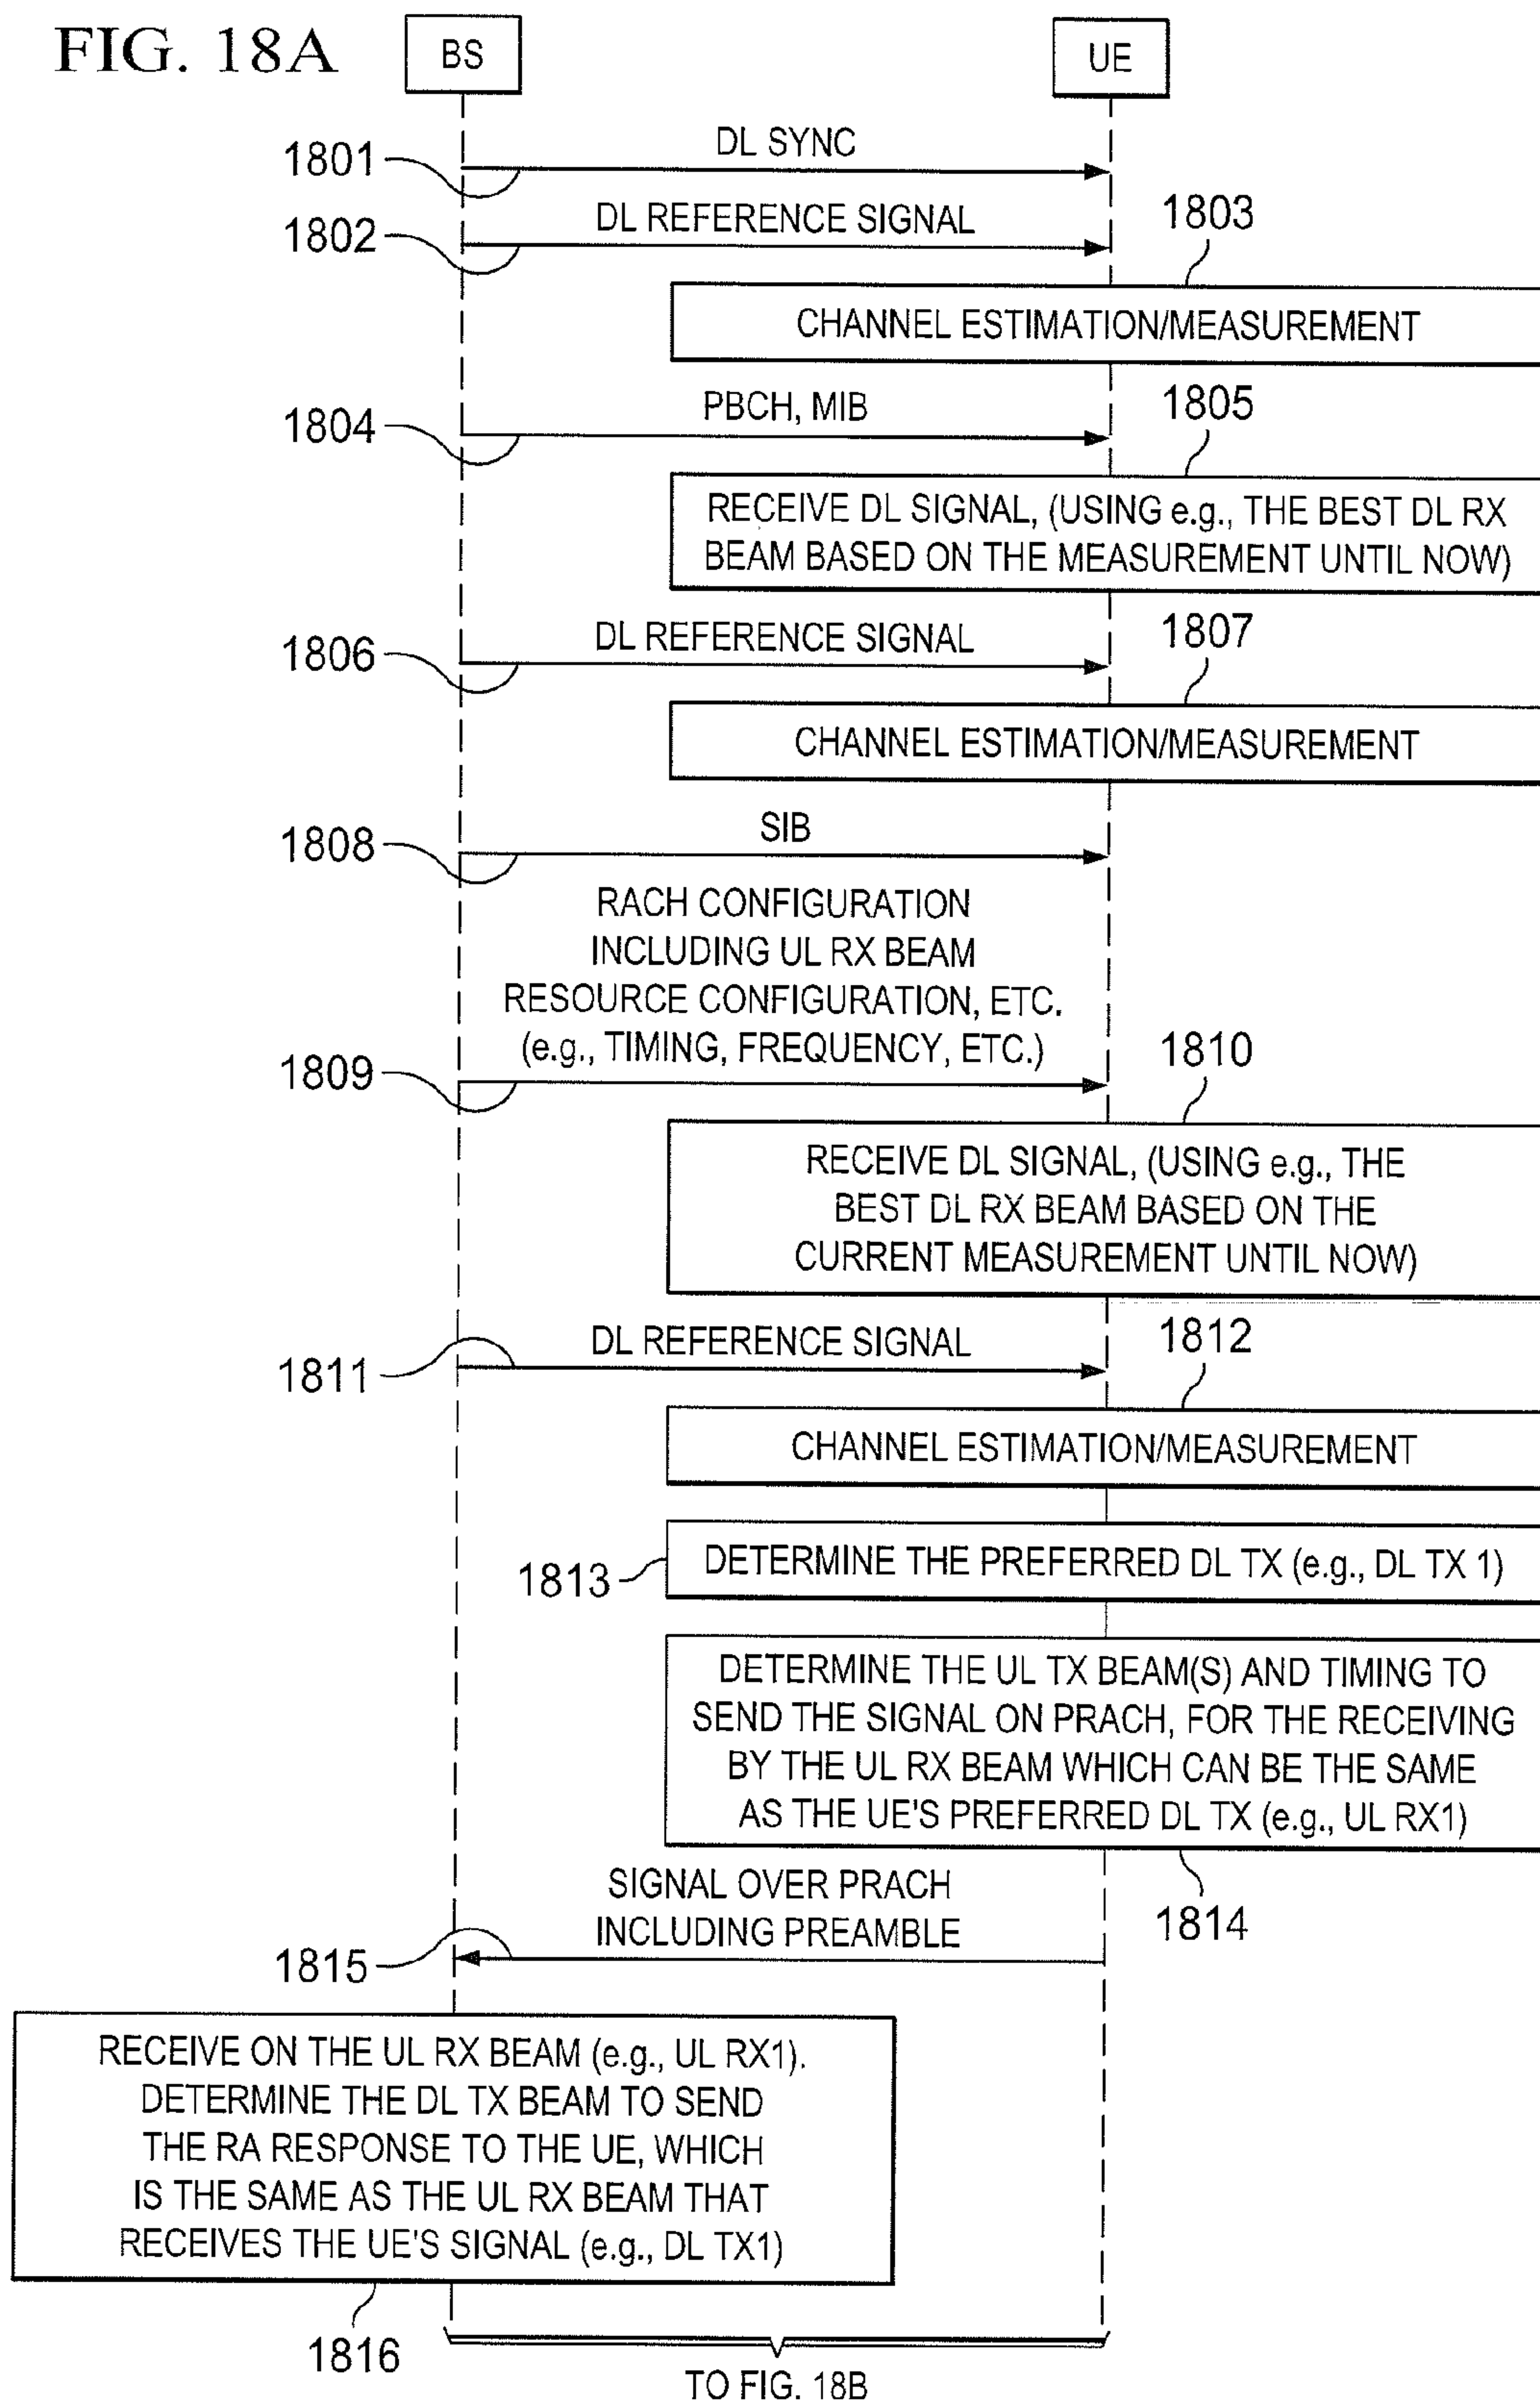 FIG. 18A
BS
UE
1801
DL SYNC
1802
DL REFERENCE SIGNAL
1803
CHANNEL ESTIMATION/MEASUREMENT
1804
PBCH, MIB
1805
RECEIVE DL SIGNAL, (USING e.g., THE BEST DL RX
BEAM BASED ON THE MEASUREMENT UNTIL NOW)
1806
DL REFERENCE SIGNAL
1807
CHANNEL ESTIMATION/MEASUREMENT
1808
SIB
RACH CONFIGURATION
INCLUDING UL RX BEAM
RESOURCE CONFIGURATION, ETC.
(e.g., TIMING, FREQUENCY, ETC.)
1809
1810
RECEIVE DL SIGNAL, (USING e.g., THE
BEST DL RX BEAM BASED ON THE
CURRENT MEASUREMENT UNTIL NOW)
1811
DL REFERENCE SIGNAL
1812
CHANNEL ESTIMATION/MEASUREMENT
1813
DETERMINE THE PREFERRED DL TX (e.g., DL TX 1)
DETERMINE THE UL TX BEAM(S) AND TIMING TO
SEND THE SIGNAL ON PRACH, FOR THE RECEIVING
BY THE UL RX BEAM WHICH CAN BE THE SAME
AS THE UE'S PREFERRED DL TX (e.g., UL RX1)
1814
SIGNAL OVER PRACH
INCLUDING PREAMBLE
1815
RECEIVE ON THE UL RX BEAM (e.g., UL RX1).
DETERMINE THE DL TX BEAM TO SEND
THE RA RESPONSE TO THE UE, WHICH
IS THE SAME AS THE UL RX BEAM THAT
RECEIVES THE UE'S SIGNAL (e.g., DL TX1)
1816
TO FIG. 18B